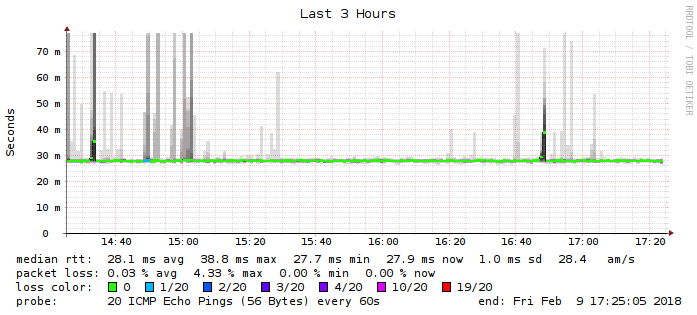 Last 3 Hours
RRDTOOL / TOBI OETIKER
Seconds
70 m
60 m
50 m
40 m
30 m
20 m
10 m
0
14:40 15:00 15:20 15:40 16:00 16:20 16:40 17:00 17:20
median rtt: 28.1 ms avg 38.8 ms max 27.7 ms min 27.9 ms now 1.0 ms sd 28.4 am/s
packet loss: 0.03 % avg 4.33 % max 0.00 % min 0.00 % now
loss color: 0 1/20 2/20 3/20 4/20 10/20 19/20
probe: 20 ICMP Echo Pings (56 Bytes) every 60s end: Fri Feb 9 17:25:05 2018